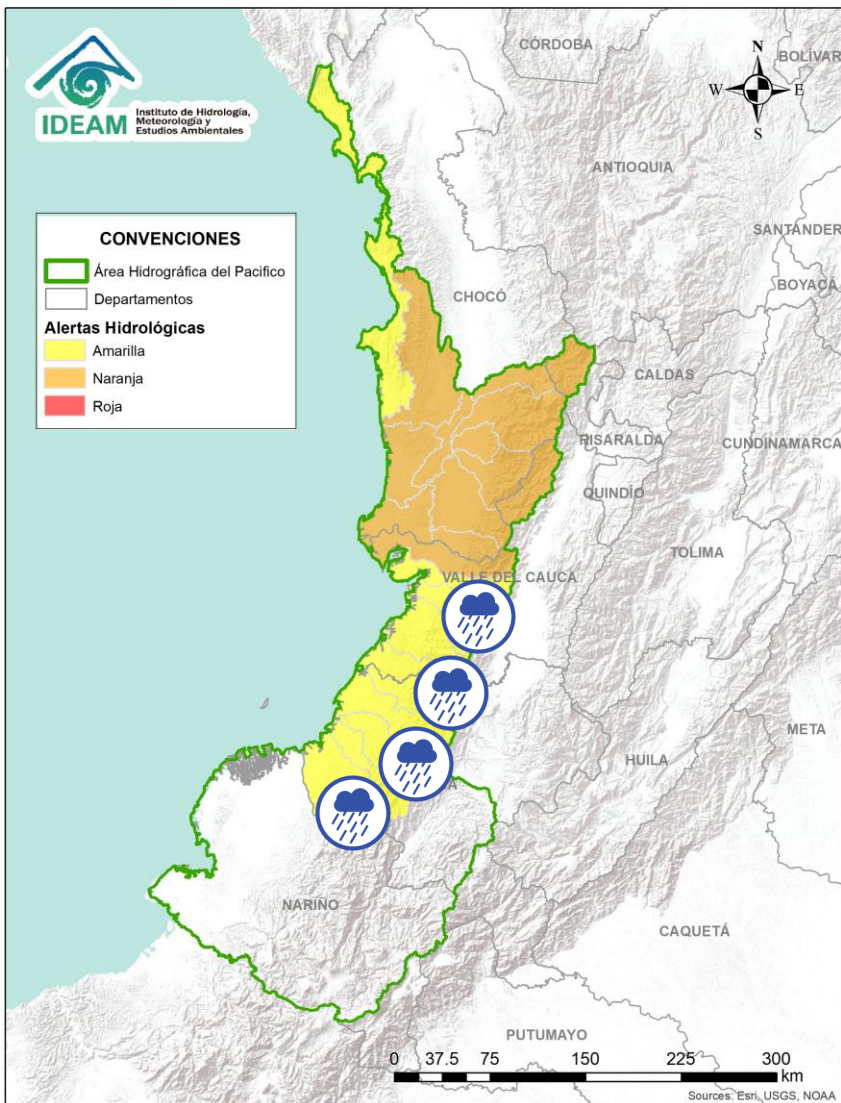 IDEAM
Instituto de Hidrología,
Meteorología y
Estudios Ambientales
CÓRDOBA
BOLÍVAR
N
W
E
S
ANTIOQUIA
SANTANDER
BOYACÁ
CONVENCIONES
Área Hidrográfica del Pacifico
Departamentos
Alertas Hidrológicas
Amarilla
Naranja
Roja
CHOCÓ
CALDAS
RISARALDA
CUNDINAMARCA
QUINDÍO
TOLIMA
VALLE DEL CAUCA
META
HUILA
NARIÑO
CAQUETÁ
PUTUMAYO
0 37.5 75 150 225 300
km
Sources: Esri, USGS, NOAA